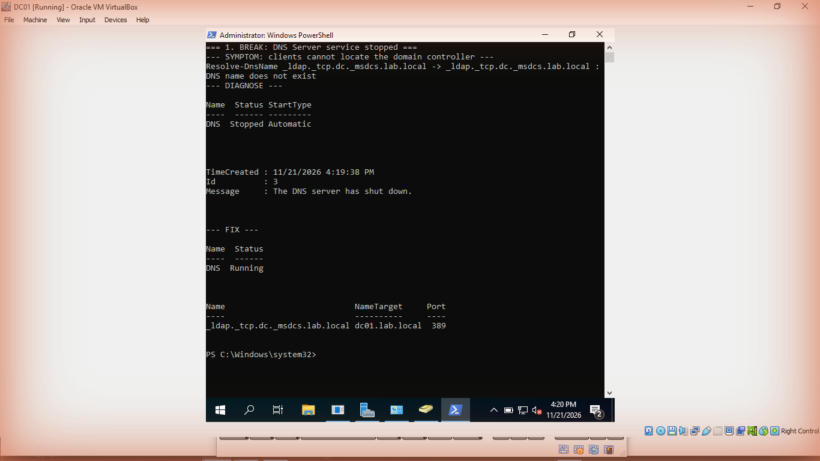 DC01 [Running] - Oracle VM VirtualBox
File Machine View Input Devices Help
Administrator: Windows PowerShell
=== 1. BREAK: DNS Server service stopped ===
--- SYMPTOM: clients cannot locate the domain controller ---
Resolve-DnsName _ldap._tcp.dc._msdcs.lab.local -> _ldap._tcp.dc._msdcs.lab.local :
DNS name does not exist
--- DIAGNOSE ---
Name Status StartType
---- ------ ---------
DNS Stopped Automatic
TimeCreated : 11/21/2026 4:19:38 PM
Id : 3
Message : The DNS server has shut down.
--- FIX ---
Name Status
---- ------
DNS Running
Name NameTarget Port
---- ---------- ----
_ldap._tcp.dc._msdcs.lab.local dc01.lab.local 389
PS C:\Windows\system32>
4:20 PM
11/21/2026
2
Right Control